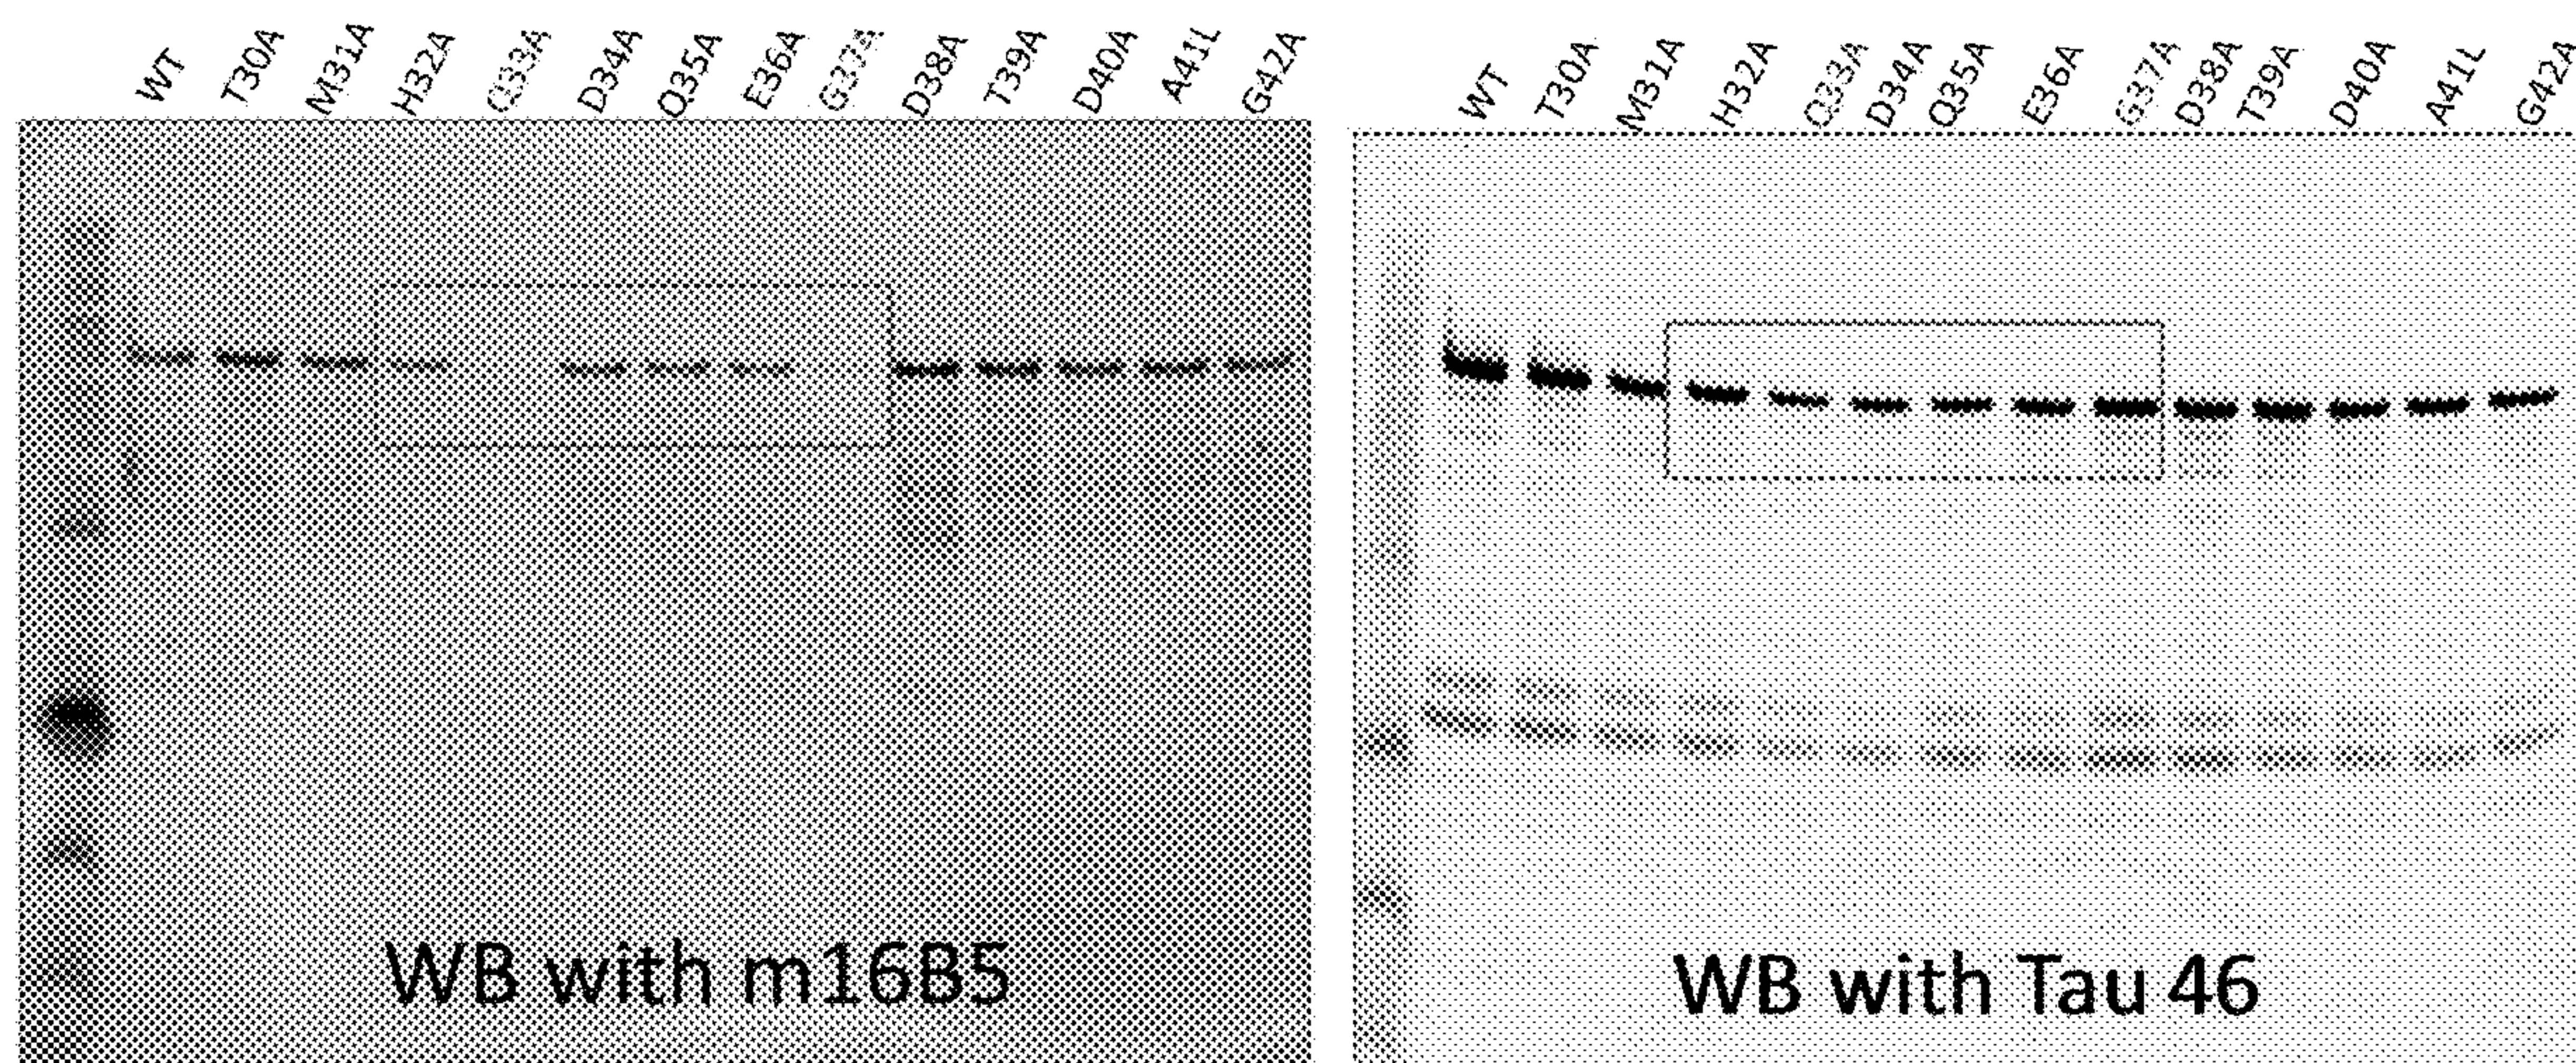 WT T30A M31A H32A Q33A D34A Q35A E36A G37A D38A T39A D40A A41L G42A
WT T30A M31A H32A Q33A D34A Q35A E36A G37A D38A T39A D40A A41L G42A
WB with m16B5
WB with Tau 46